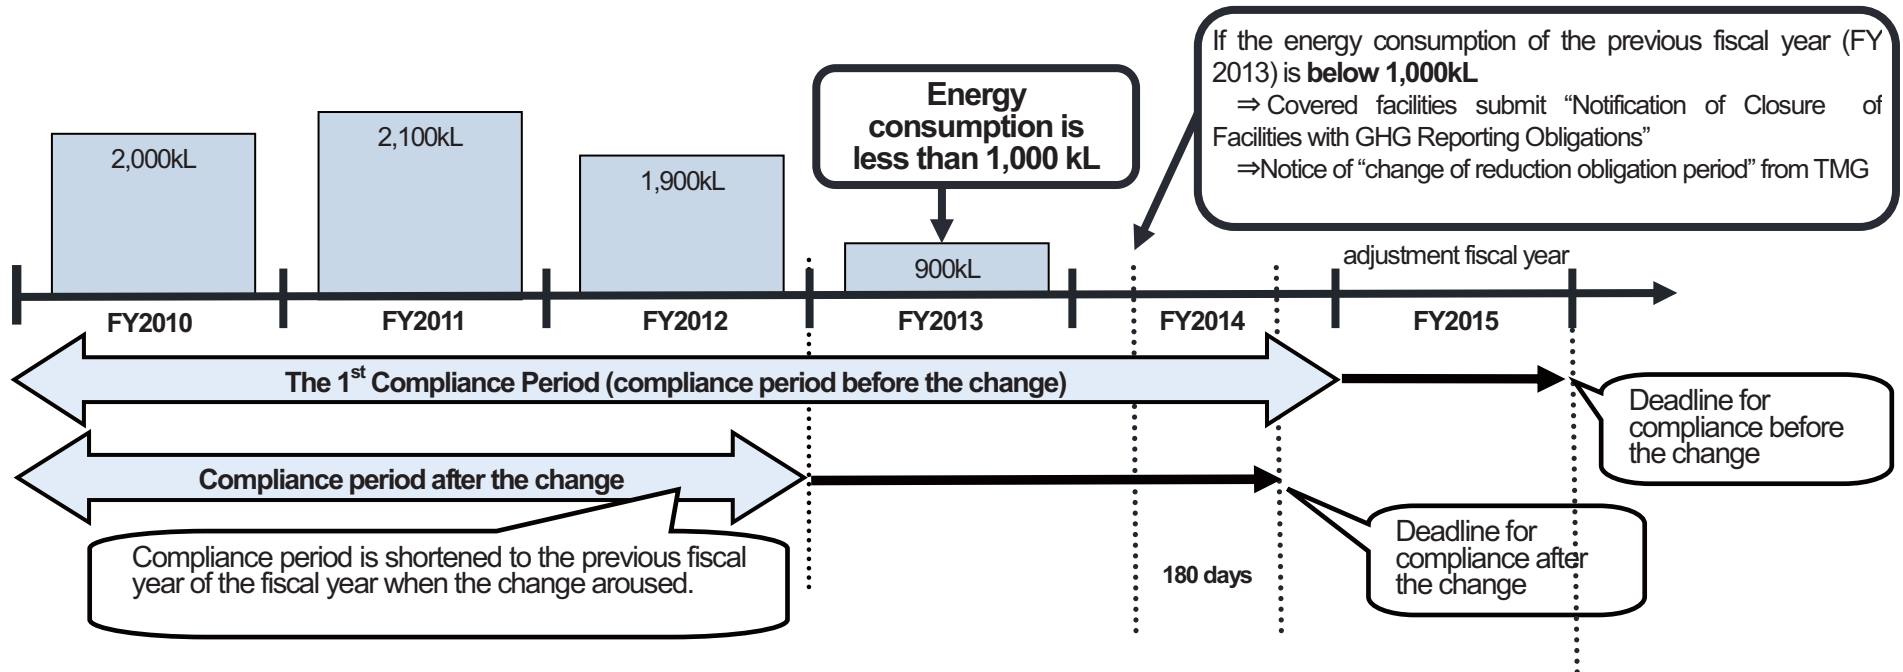 If the energy consumption of the previous fiscal year (FY
2013) is below 1,000kL
⇒ Covered facilities submit “Notification of Closure of
Facilities with GHG Reporting Obligations”
⇒Notice of “change of reduction obligation period” from TMG
Energy
consumption is
less than 1,000 kL
2,000kL
2,100kL
1,900kL
900kL
adjustment fiscal year
FY2010
FY2011
FY2012
FY2013
FY2014
FY2015
The 1st Compliance Period (compliance period before the change)
Deadline for
compliance before
the change
Compliance period after the change
Compliance period is shortened to the previous fiscal
year of the fiscal year when the change aroused.
180 days
Deadline for
compliance after
the change